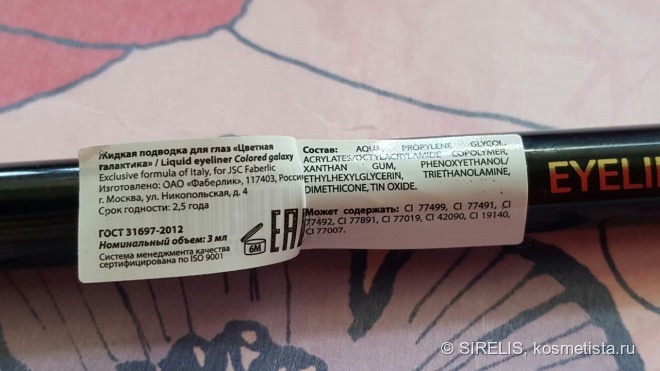 Жидкая подводка для глаз «Цветная
галактика» / Liquid eyeliner Colored galaxy
Exclusive formula of Italy, for JSC Faberlic
Изготовлено: ОАО «Фаберлик», 117403, Россия
г. Москва, ул. Никопольская, д. 4
Срок годности: 2,5 года
ГОСТ 31697-2012
Номинальный объем: 3 мл
Система менеджмента качества
сертифицирована по ISO 9001
6M
EAC
Состав: AQUA, PROPYLENE GLYCOL,
ACRYLATES/OCTYLACRYLAMIDE COPOLYMER,
XANTHAN GUM, PHENOXYETHANOL/
ETHYLHEXYLGLYCERIN, TRIETHANOLAMINE,
DIMETHICONE, TIN OXIDE.
Может содержать: CI 77499, CI 77491, CI
77492, CI 77891, CI 77019, CI 42090, CI 19140,
CI 77007.
EYELI
© SIRELIS, kosmetista.ru